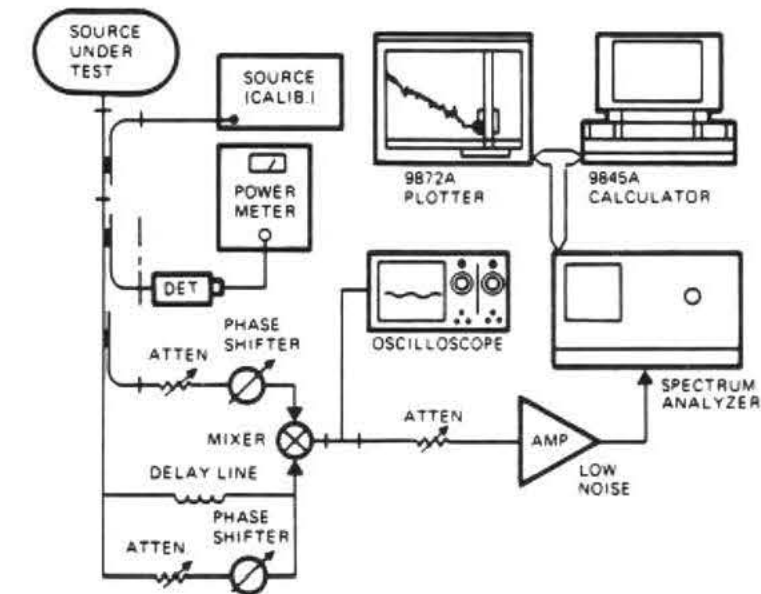 SOURCE
UNDER
TEST
SOURCE
(CALIB.)
POWER
METER
DET
9872A
PLOTTER
9845A
CALCULATOR
OSCILLOSCOPE
SPECTRUM
ANALYZER
ATTEN
PHASE
SHIFTER
MIXER
ATTEN
AMP
LOW
NOISE
DELAY LINE
ATTEN
PHASE
SHIFTER